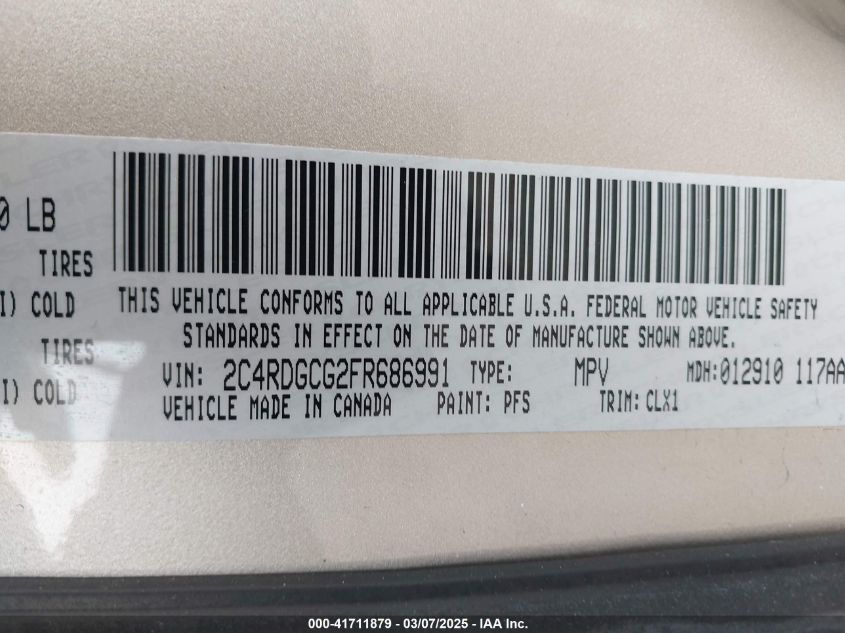 0 LB
TIRES
I) COLD
TIRES
I) COLD
THIS VEHICLE CONFORMS TO ALL APPLICABLE U.S.A. FEDERAL MOTOR VEHICLE SAFETY
STANDARDS IN EFFECT ON THE DATE OF MANUFACTURE SHOWN ABOVE.
VIN: 2C4RDGCG2FR686991 TYPE: MPV MDH:012910 117AA
VEHICLE MADE IN CANADA PAINT: PFS TRIM: CLX1
000-41711879 — 03/07/2025 — IAA Inc.